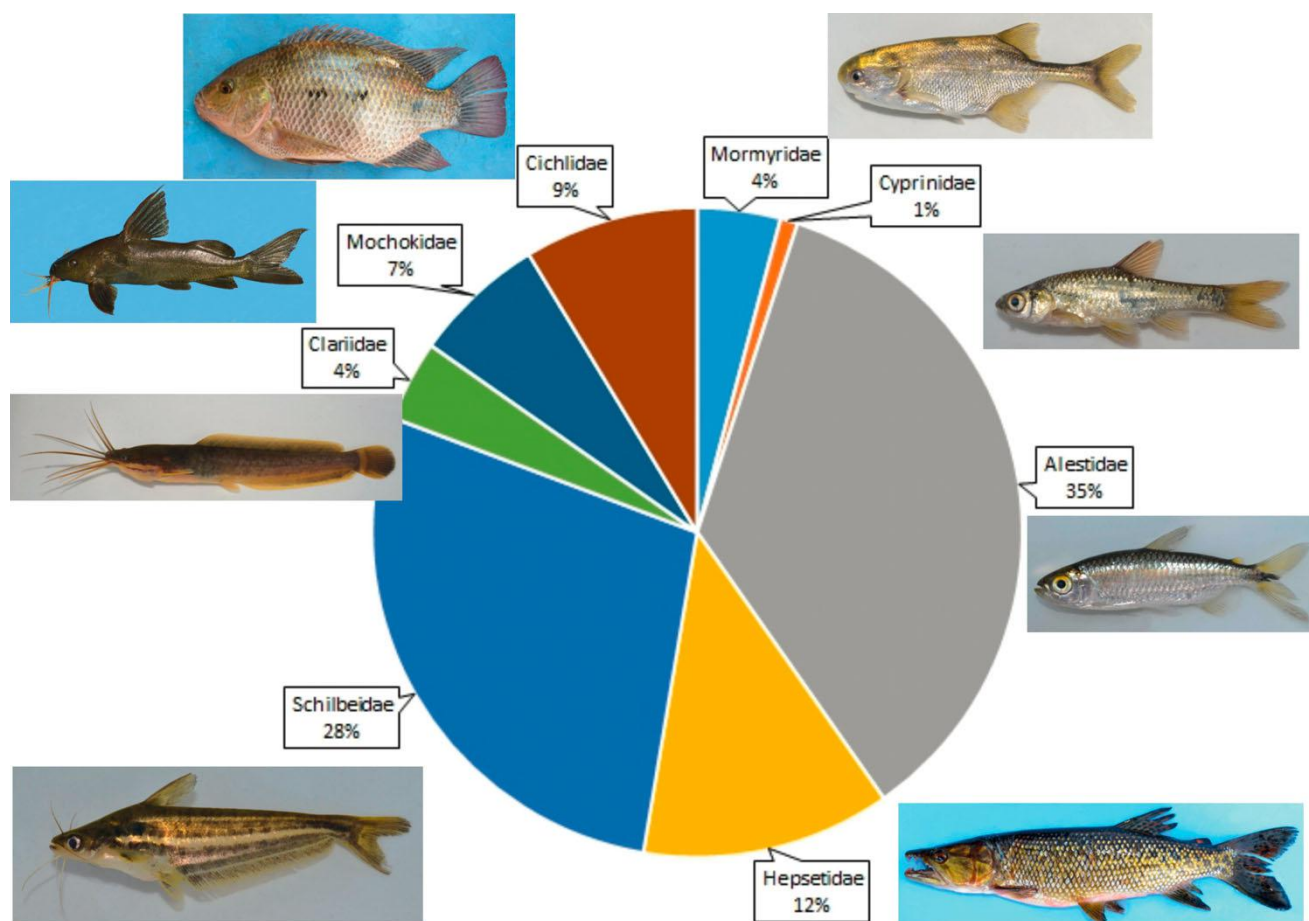 Cichlidae
9%
Mormyridae
4%
Cyprinidae
1%
Mochokidae
7%
Clariidae
4%
Alestidae
35%
Schilbeidae
28%
Hepsetidae
12%